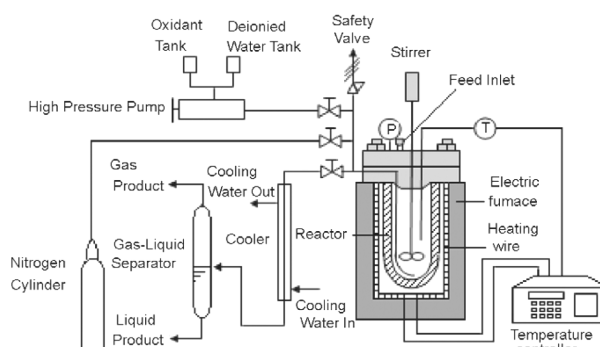 Oxidant
Tank
Deionied
Water Tank
Safety
Valve
Stirrer
Feed Inlet
High Pressure Pump
P
T
Gas
Product
Cooling
Water Out
Electric
fumace
Reactor
Heating
wire
Cooler
Gas-Liquid
Separator
Nitrogen
Cylinder
Cooling
Water In
Liquid
Product
Temperature